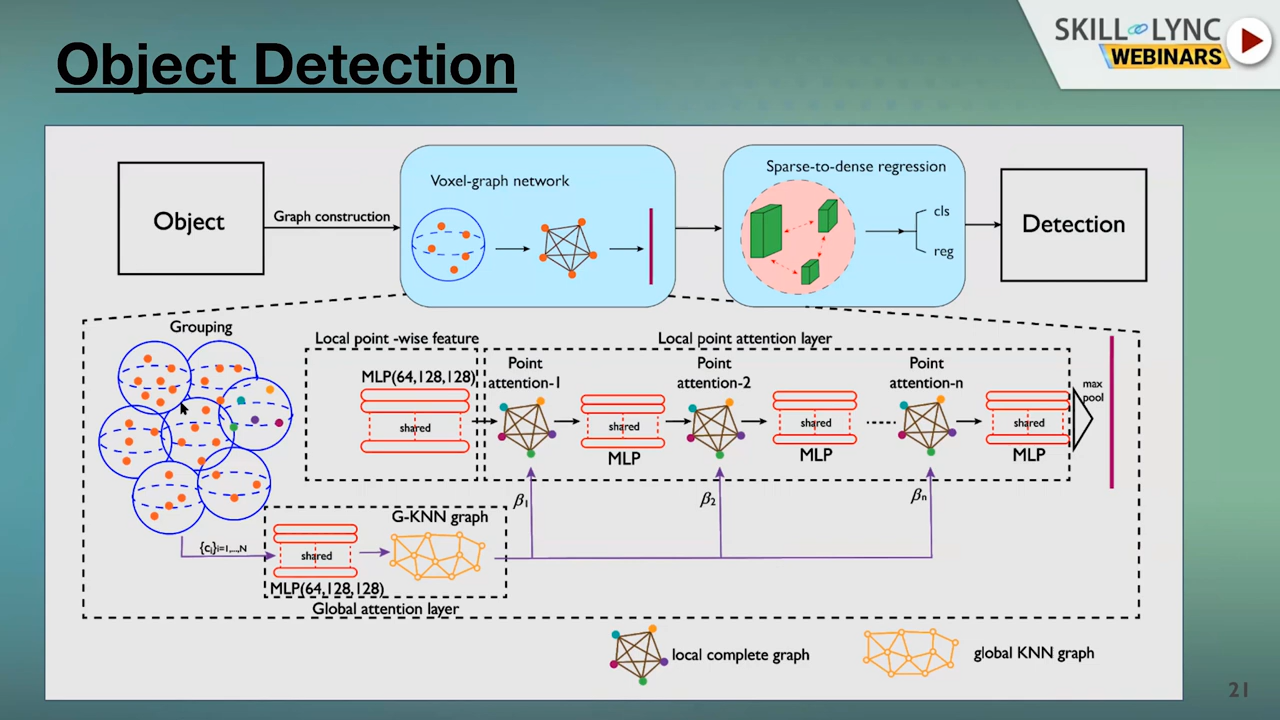 Object Detection
SKILL LYNC
WEBINARS
Object
Graph construction
Voxel-graph network
Sparse-to-dense regression
cls
reg
Detection
Grouping
Local point -wise feature
Local point attention layer
MLP(64,128,128)
shared
Point
attention-1
shared
MLP
Point
attention-2
shared
MLP
Point
attention-n
shared
MLP
max
pool
β1
β2
βn
{ci}i=1,...,N
shared
MLP(64,128,128)
G-KNN graph
Global attention layer
local complete graph
global KNN graph
21